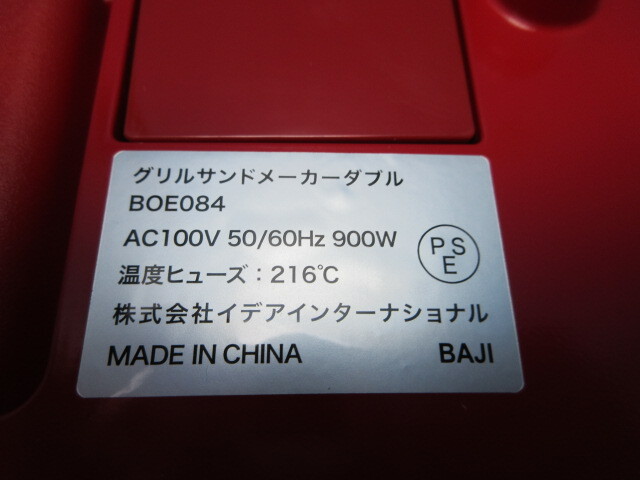 グリルサンドメーカーダブル
BOE084
AC100V 50/60Hz 900W
PSE
温度ヒューズ：216℃
株式会社イデアインターナショナル
MADE IN CHINA BAJI